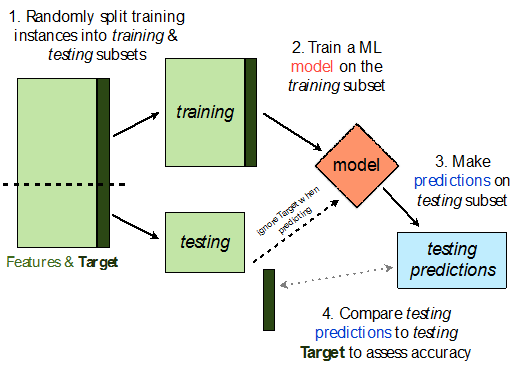 1. Randomly split training
instances into training &
testing subsets
2. Train a ML
model on the
training subset
training
model
3. Make
predictions on
testing subset
testing
Ignore Target when
predicting
testing
predictions
Features & Target
4. Compare testing
predictions to testing
Target to assess accuracy